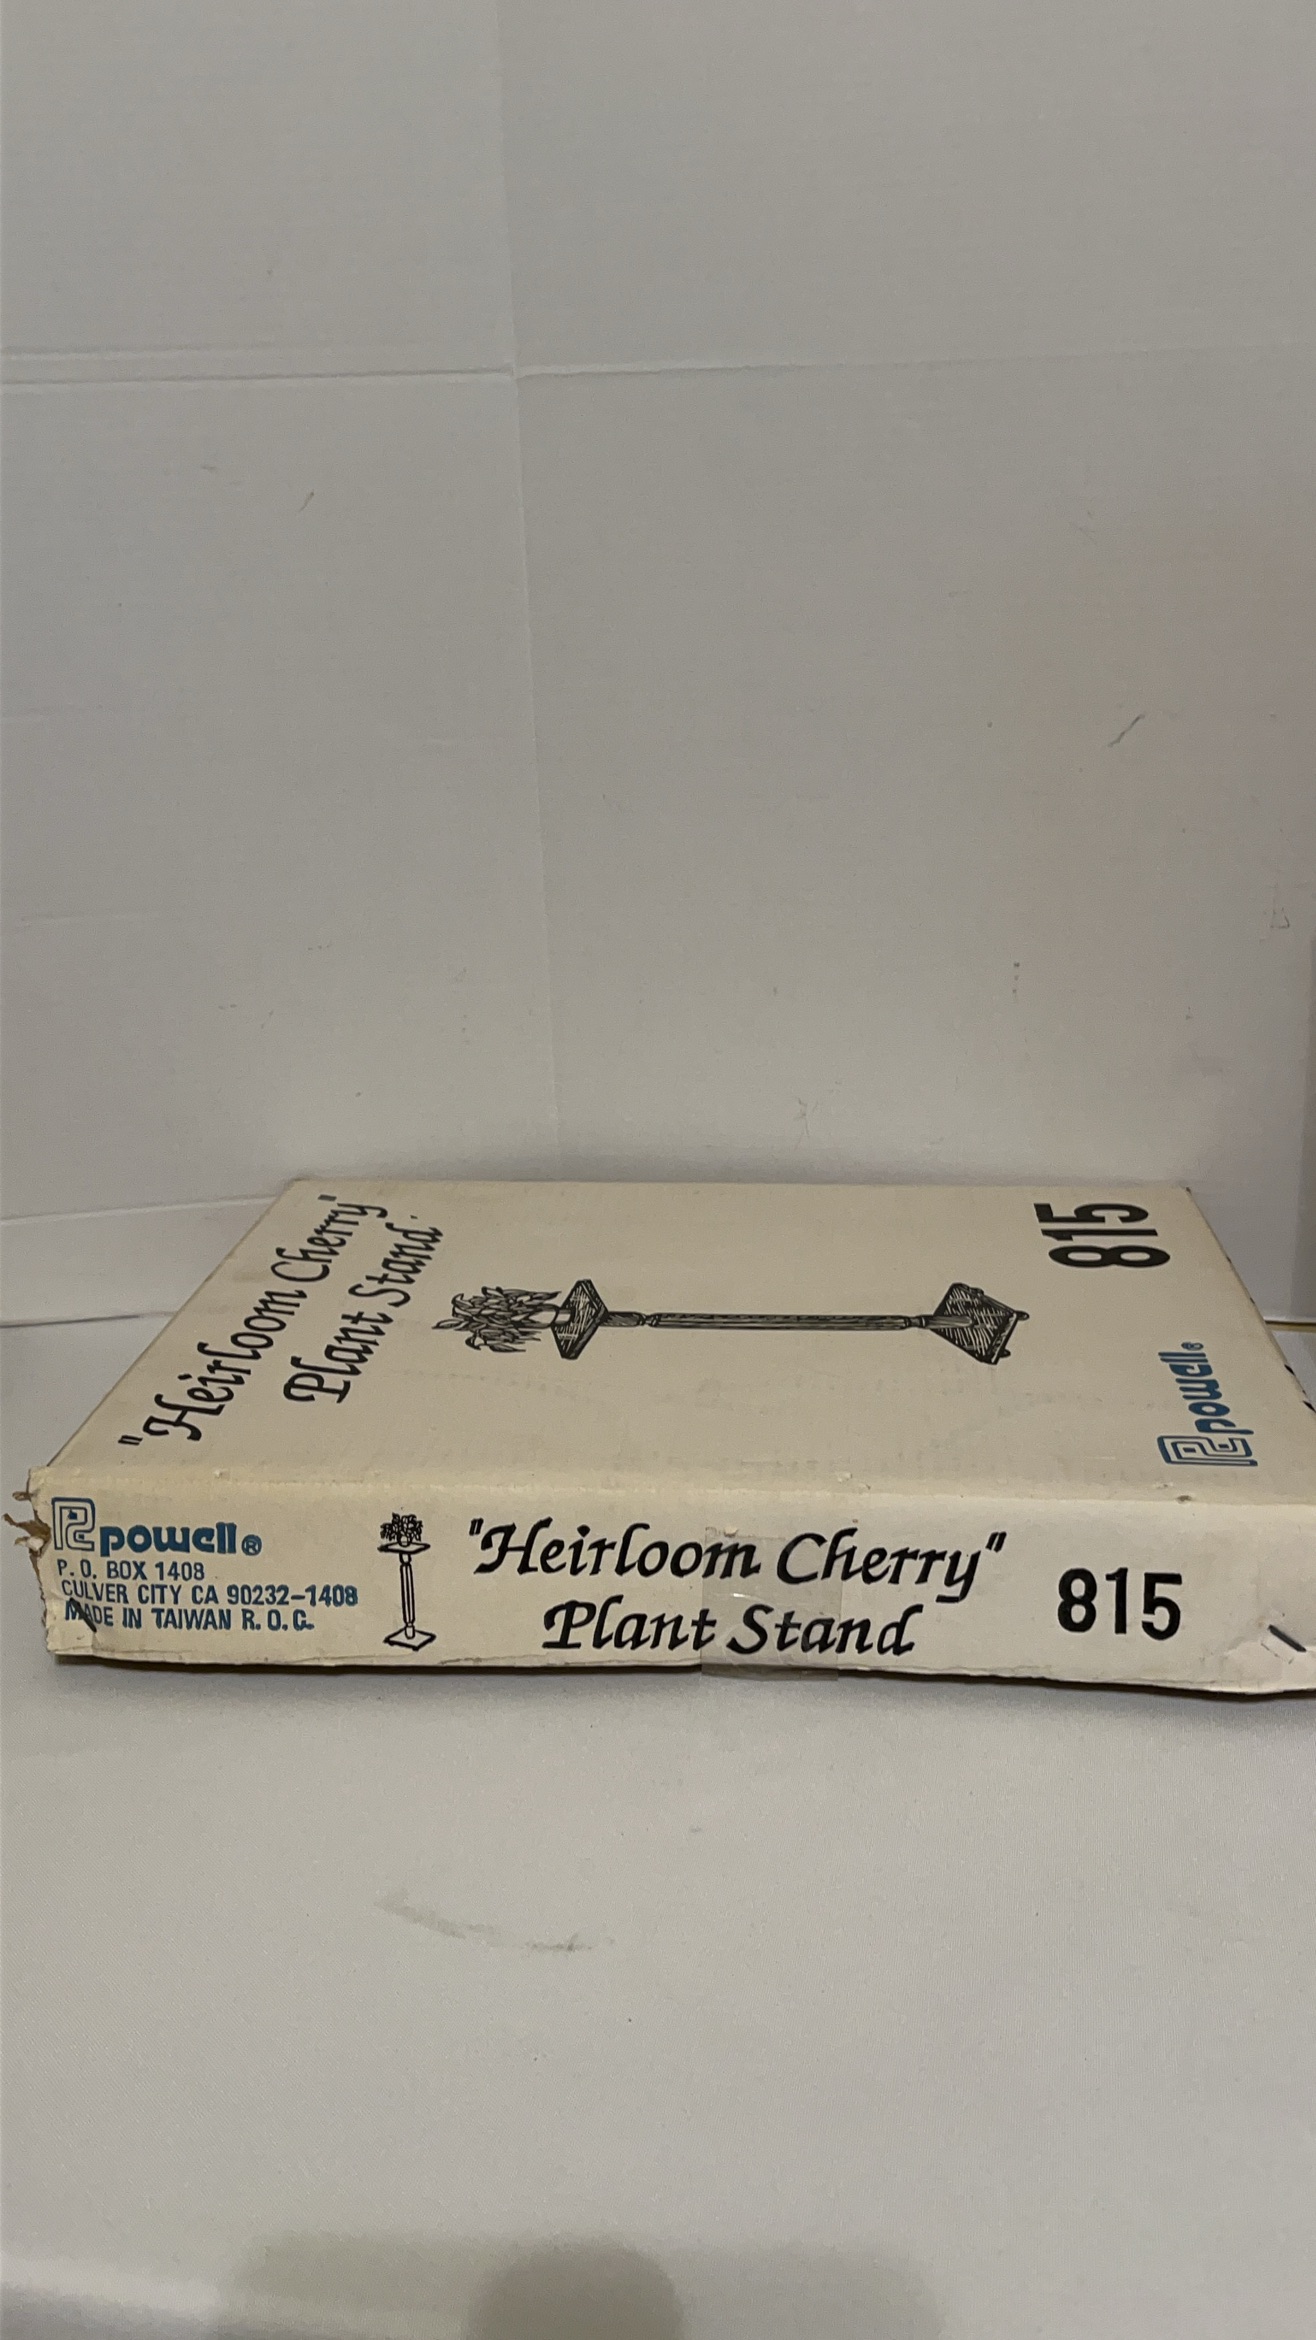 "Heirloom Cherry"
Plant Stand.
815
powell®
powell®
P. O. BOX 1408
CULVER CITY CA 90232-1408
MADE IN TAIWAN R. O. C.
"Heirloom Cherry"
Plant Stand
815